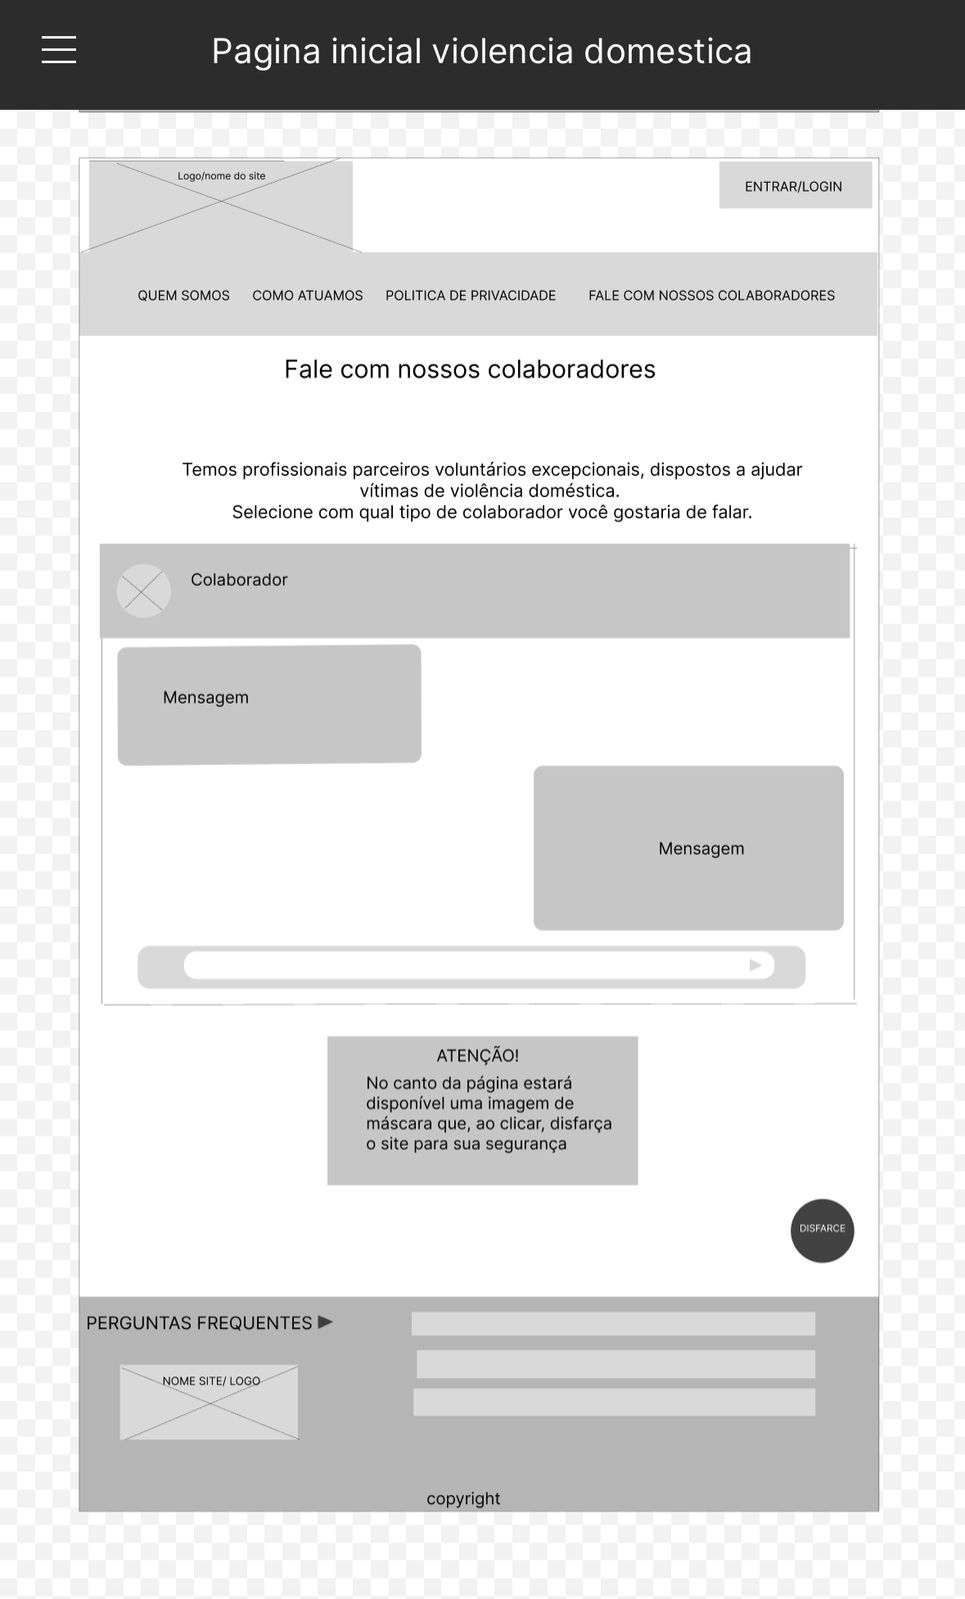 Pagina inicial violencia domestica
Logo/nome do site
ENTRAR/LOGIN
QUEM SOMOS COMO ATUAMOS POLITICA DE PRIVACIDADE FALE COM NOSSOS COLABORADORES
Fale com nossos colaboradores
Temos profissionais parceiros voluntários excepcionais, dispostos a ajudar
vítimas de violência doméstica.
Selecione com qual tipo de colaborador você gostaria de falar.
Colaborador
Mensagem
Mensagem
ATENÇÃO!
No canto da página estará
disponível uma imagem de
máscara que, ao clicar, disfarça
o site para sua segurança
DISFARCE
PERGUNTAS FREQUENTES
NOME SITE/ LOGO
copyright